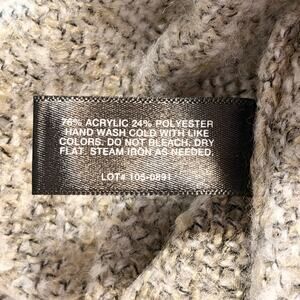 76% ACRYLIC 24% POLYESTER
HAND WASH COLD WITH LIKE
COLORS. DO NOT BLEACH. DRY
FLAT. STEAM IRON AS NEEDED.
LOT# 105-0891